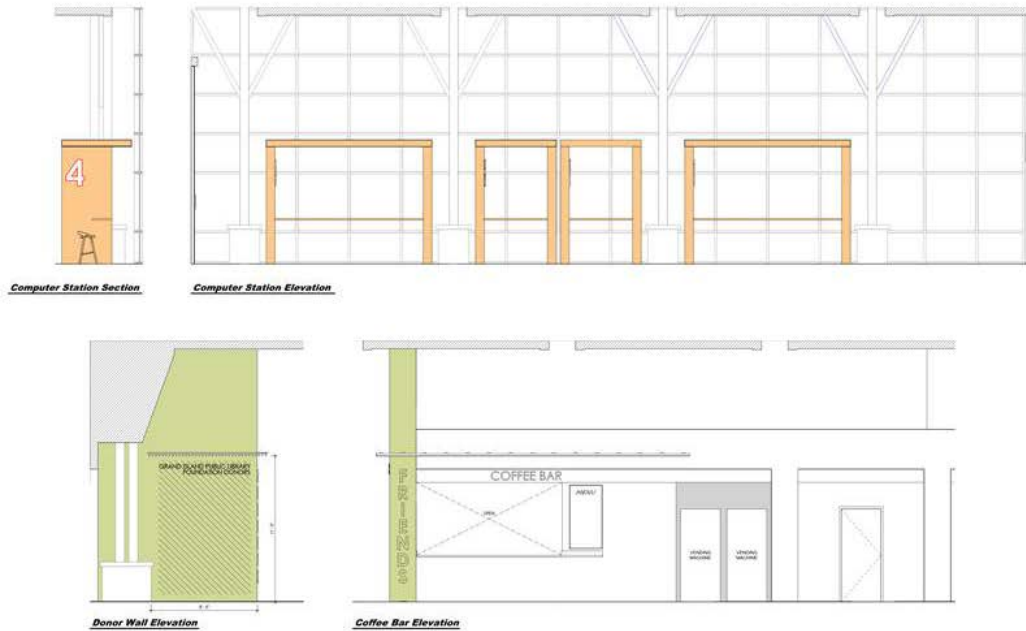 4
Computer Station Section
Computer Station Elevation
GRAND ISLAND PUBLIC LIBRARY
FOUNDATION DONORS
Donor Wall Elevation
FRIENDS
COFFEE BAR
OPEN
MENU
VENDING
MACHINE
VENDING
MACHINE
Coffee Bar Elevation